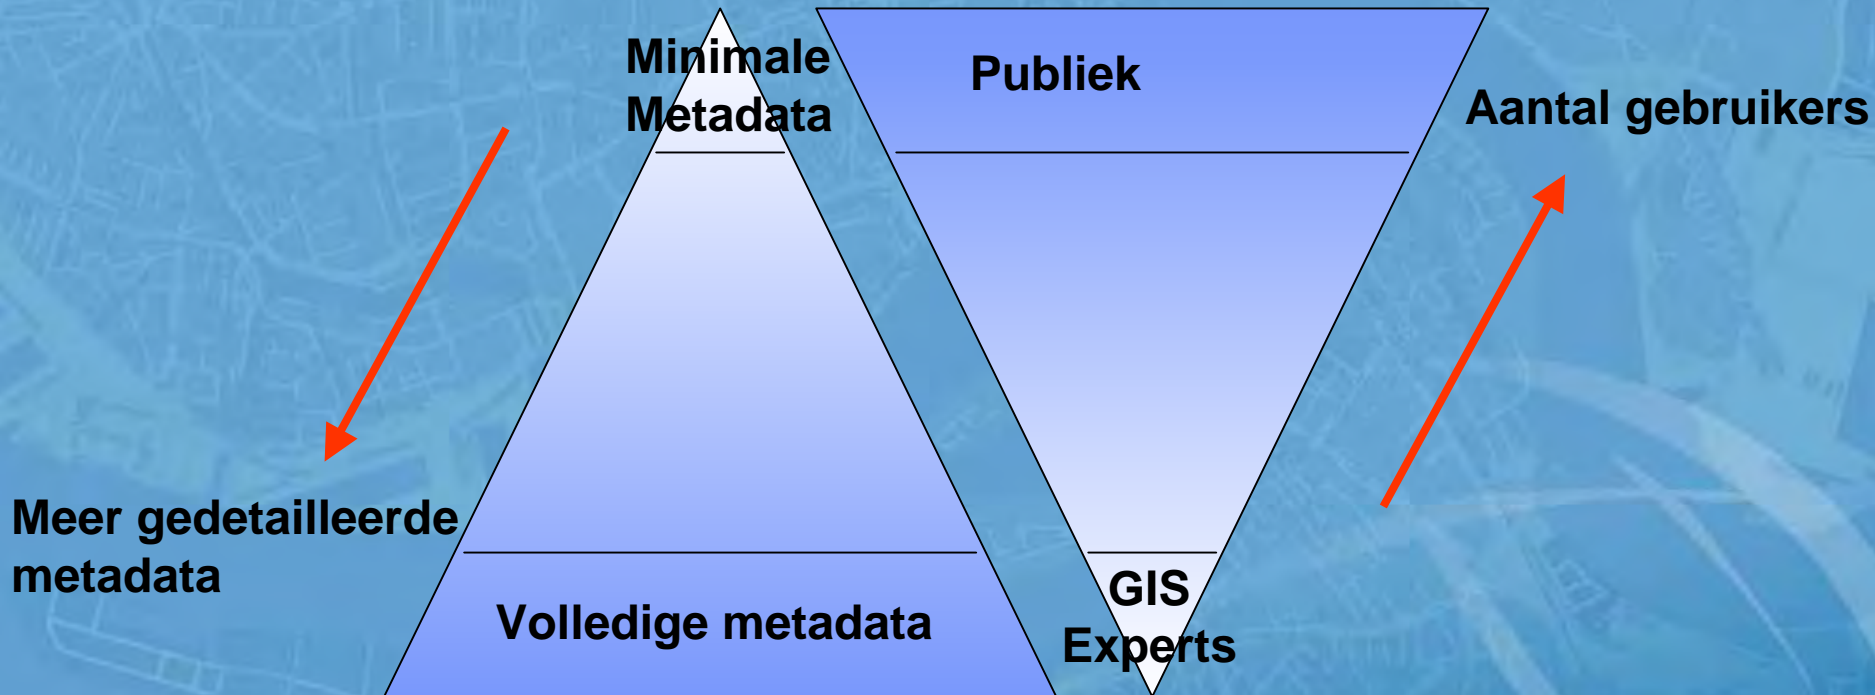 Minimale
Metadata
Publiek
Aantal gebruikers
Meer gedetailleerde
metadata
Volledige metadata
GIS
Experts